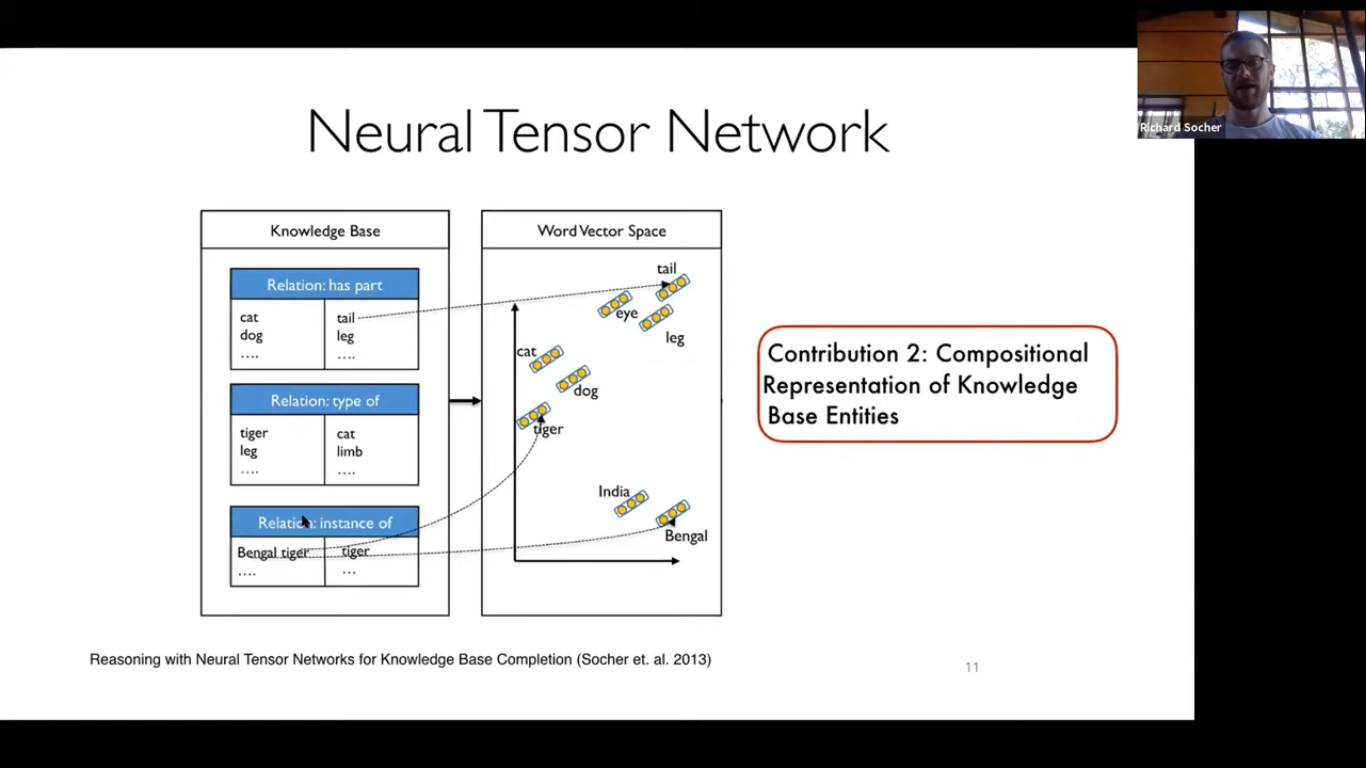 Richard Socher
Neural Tensor Network
Knowledge Base
Relation: has part
cat
dog
....
tail
leg
....
Relation: type of
tiger
leg
....
cat
limb
....
Relation: instance of
Bengal tiger
....
tiger
...
Word Vector Space
tail
eye
leg
cat
dog
tiger
India
Bengal
Contribution 2: Compositional
Representation of Knowledge
Base Entities
Reasoning with Neural Tensor Networks for Knowledge Base Completion (Socher et. al. 2013)
11